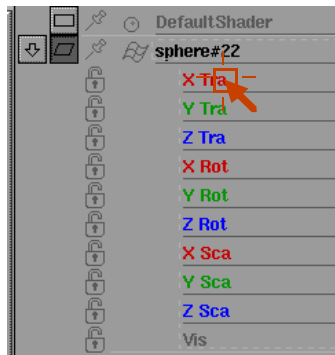 DefaultShader
sphere#22
X Tra
Y Tra
Z Tra
X Rot
Y Rot
Z Rot
X Sca
Y Sca
Z Sca
Vis